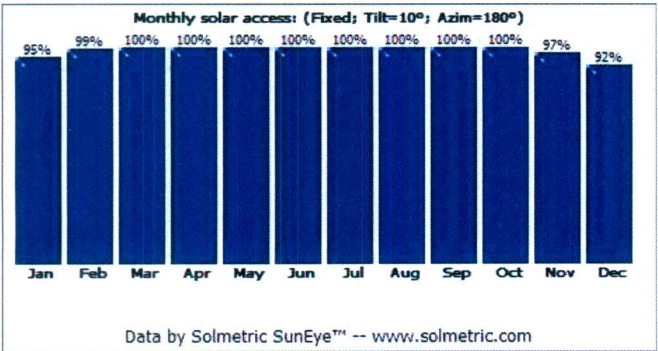 Monthly solar access: (Fixed; Tilt=10º; Azim=180º)
95% 99% 100% 100% 100% 100% 100% 100% 100% 100% 97% 92%
Jan Feb Mar Apr May Jun Jul Aug Sep Oct Nov Dec
Data by Solmetric SunEye™ -- www.solmetric.com